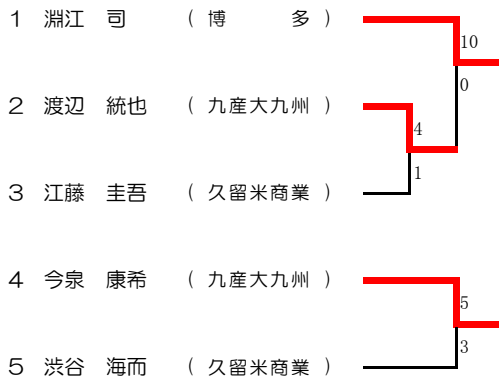 1 淵江 司 ( 博 多 )
10
0
2 渡辺 統也 ( 九産大九州 )
4
1
3 江藤 圭吾 ( 久留米商業 )
4 今泉 康希 ( 九産大九州 )
5
3
5 渋谷 海而 ( 久留米商業 )